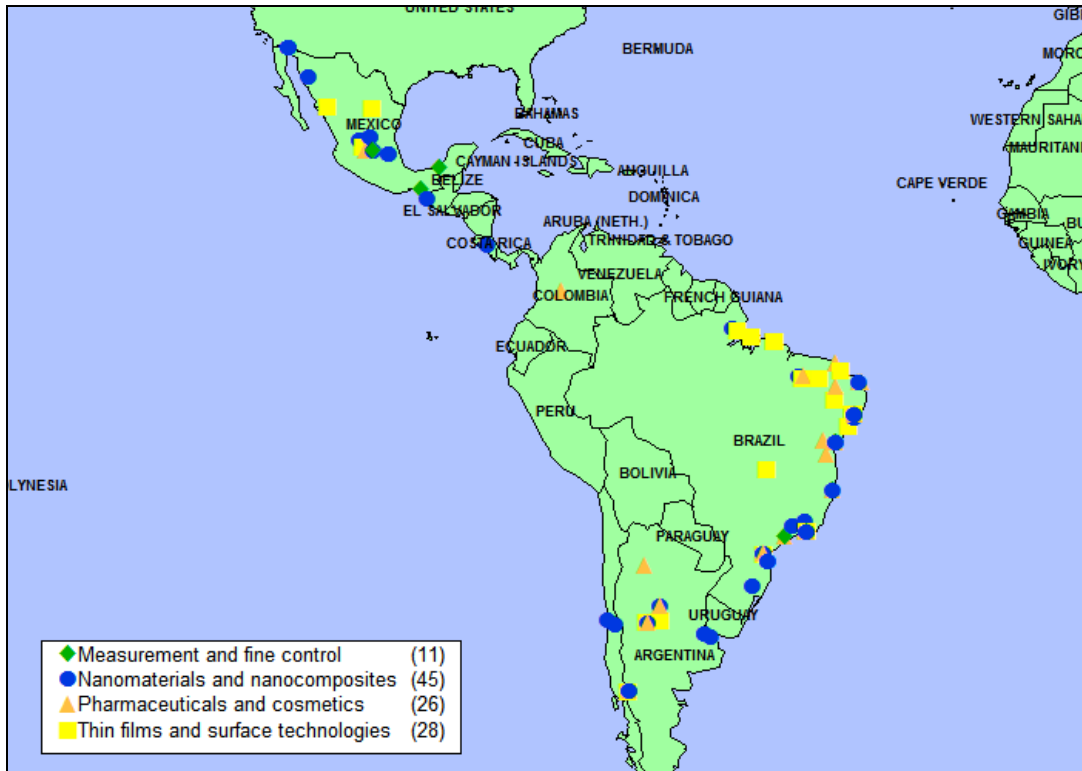 UNITED STATES
GIB
BERMUDA
MORO
BAHAMAS
MEXICO
WESTERN SAHA
CUBA
MAURITANI
CAYMAN ISLANDS
ANGUILLA
BELIZE
CAPE VERDE
DOMINICA
EL SALVADOR
GAMBIA
ARUBA (NETH.)
BU
COSTA RICA
TRINIDAD & TOBAGO
GUINEA
IVORY
VENEZUELA
COLOMBIA
FRENCH GUIANA
ECUADOR
PERU
BRAZIL
BOLIVIA
LYNESIA
PARAGUAY
URUGUAY
ARGENTINA
Measurement and fine control (11)
Nanomaterials and nanocomposites (45)
Pharmaceuticals and cosmetics (26)
Thin films and surface technologies (28)